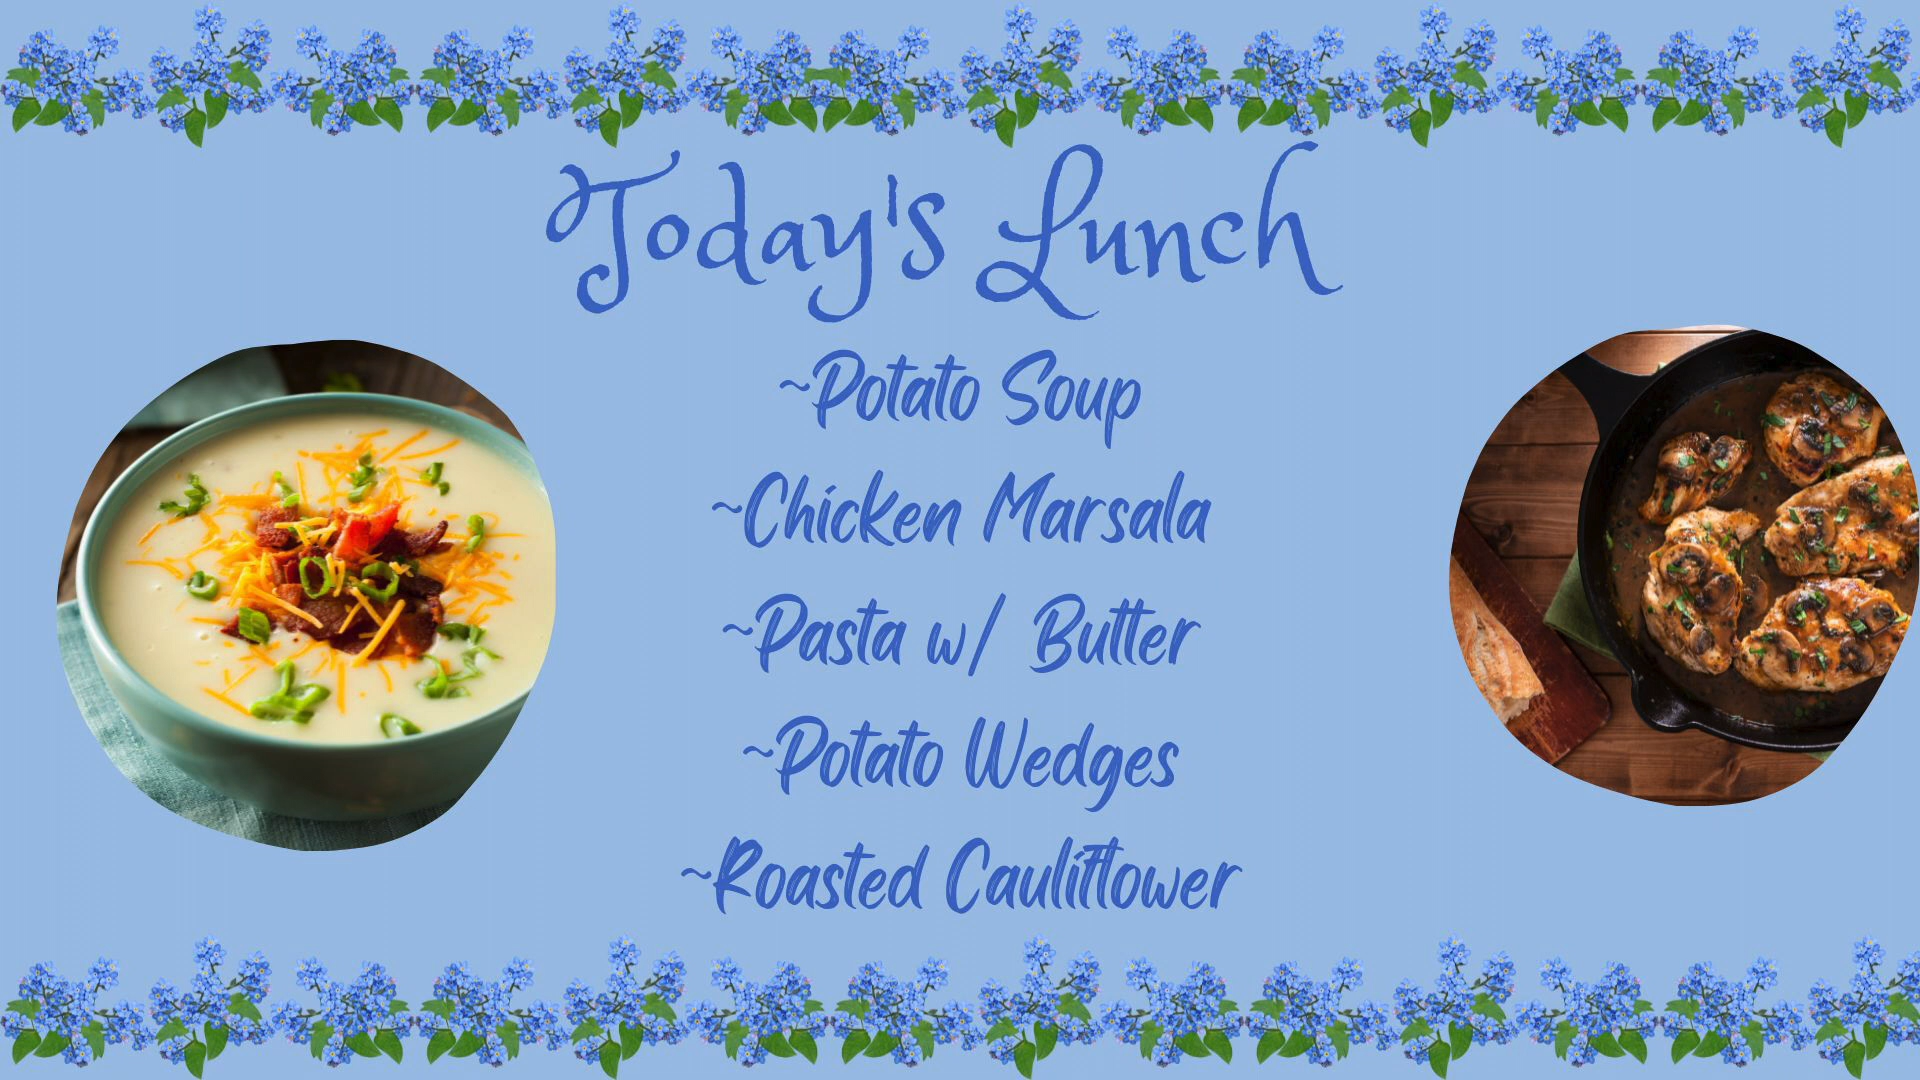 Today's Lunch
~Potato Soup
~Chicken Marsala
~Pasta w/ Butter
~Potato Wedges
~Roasted Cauliflower